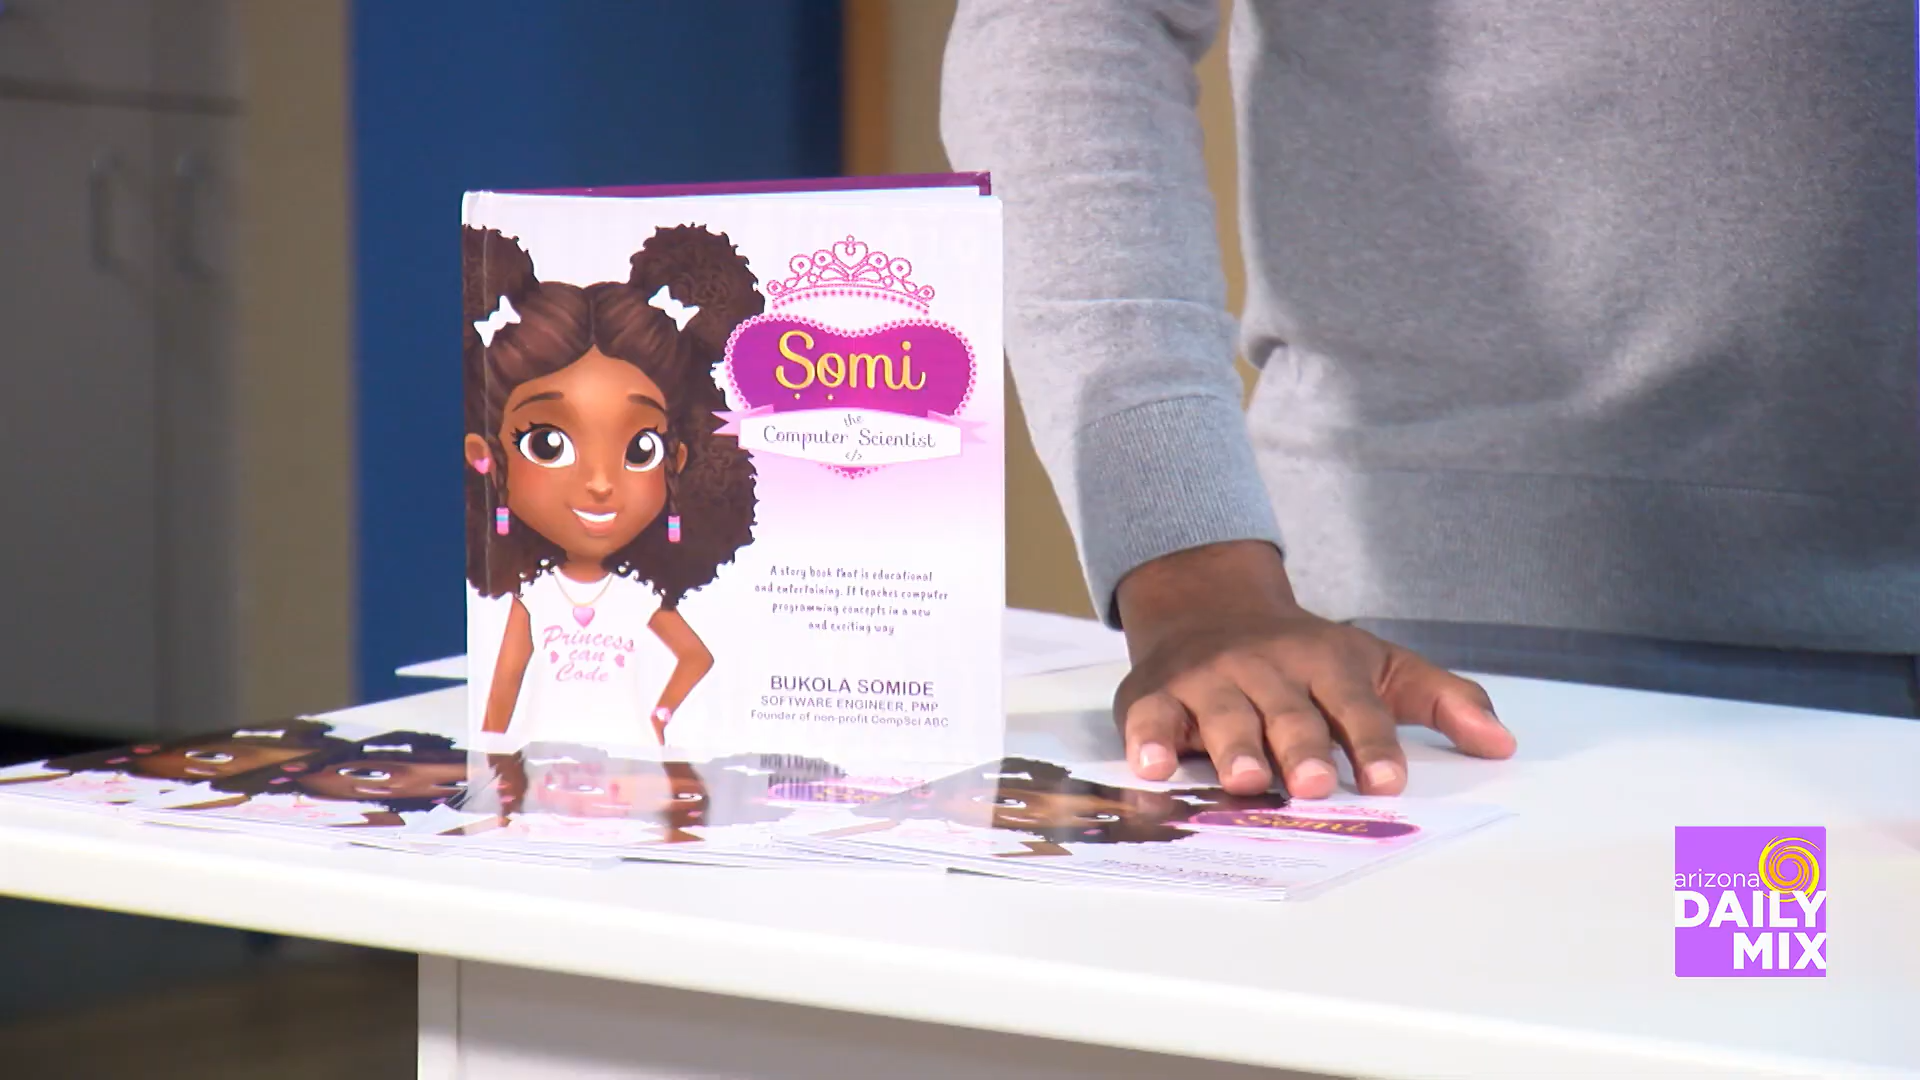 Ṣọmi
the
Computer Scientist
</>
A story book that is educational
and entertaining. It teaches computer
programming concepts in a new
and exciting way
Princess
can
Code
BUKOLA SOMIDE
SOFTWARE ENGINEER, PMP
Founder of non-profit CompSci ABC
Somi
arizona
DAILY
MIX